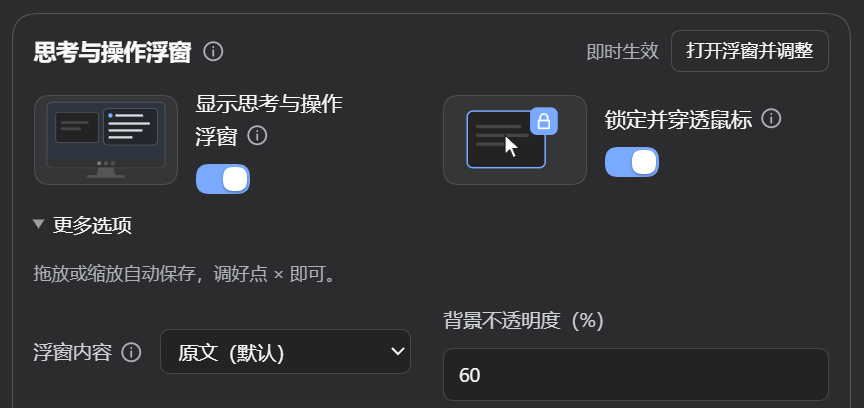 思考与操作浮窗
即时生效
打开浮窗并调整
显示思考与操作
浮窗
锁定并穿透鼠标
更多选项
拖放或缩放自动保存，调好点 × 即可。
浮窗内容
原文（默认）
背景不透明度（%）
60